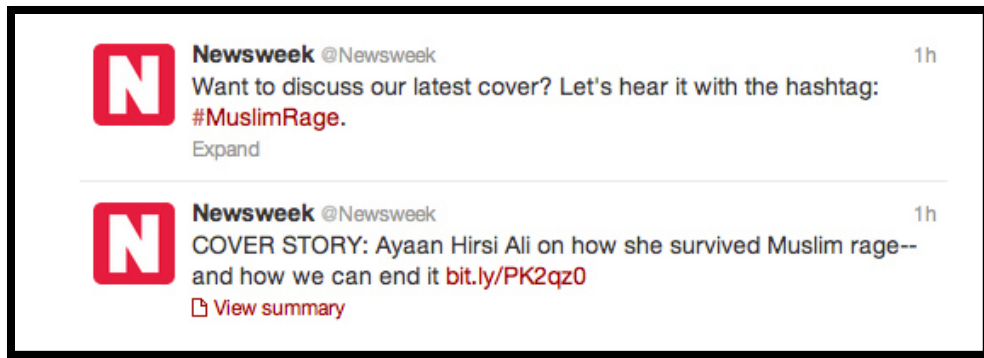 N
Newsweek @Newsweek 1h
Want to discuss our latest cover? Let's hear it with the hashtag:
#MuslimRage.
Expand
N
Newsweek @Newsweek 1h
COVER STORY: Ayaan Hirsi Ali on how she survived Muslim rage--
and how we can end it bit.ly/PK2qz0
View summary